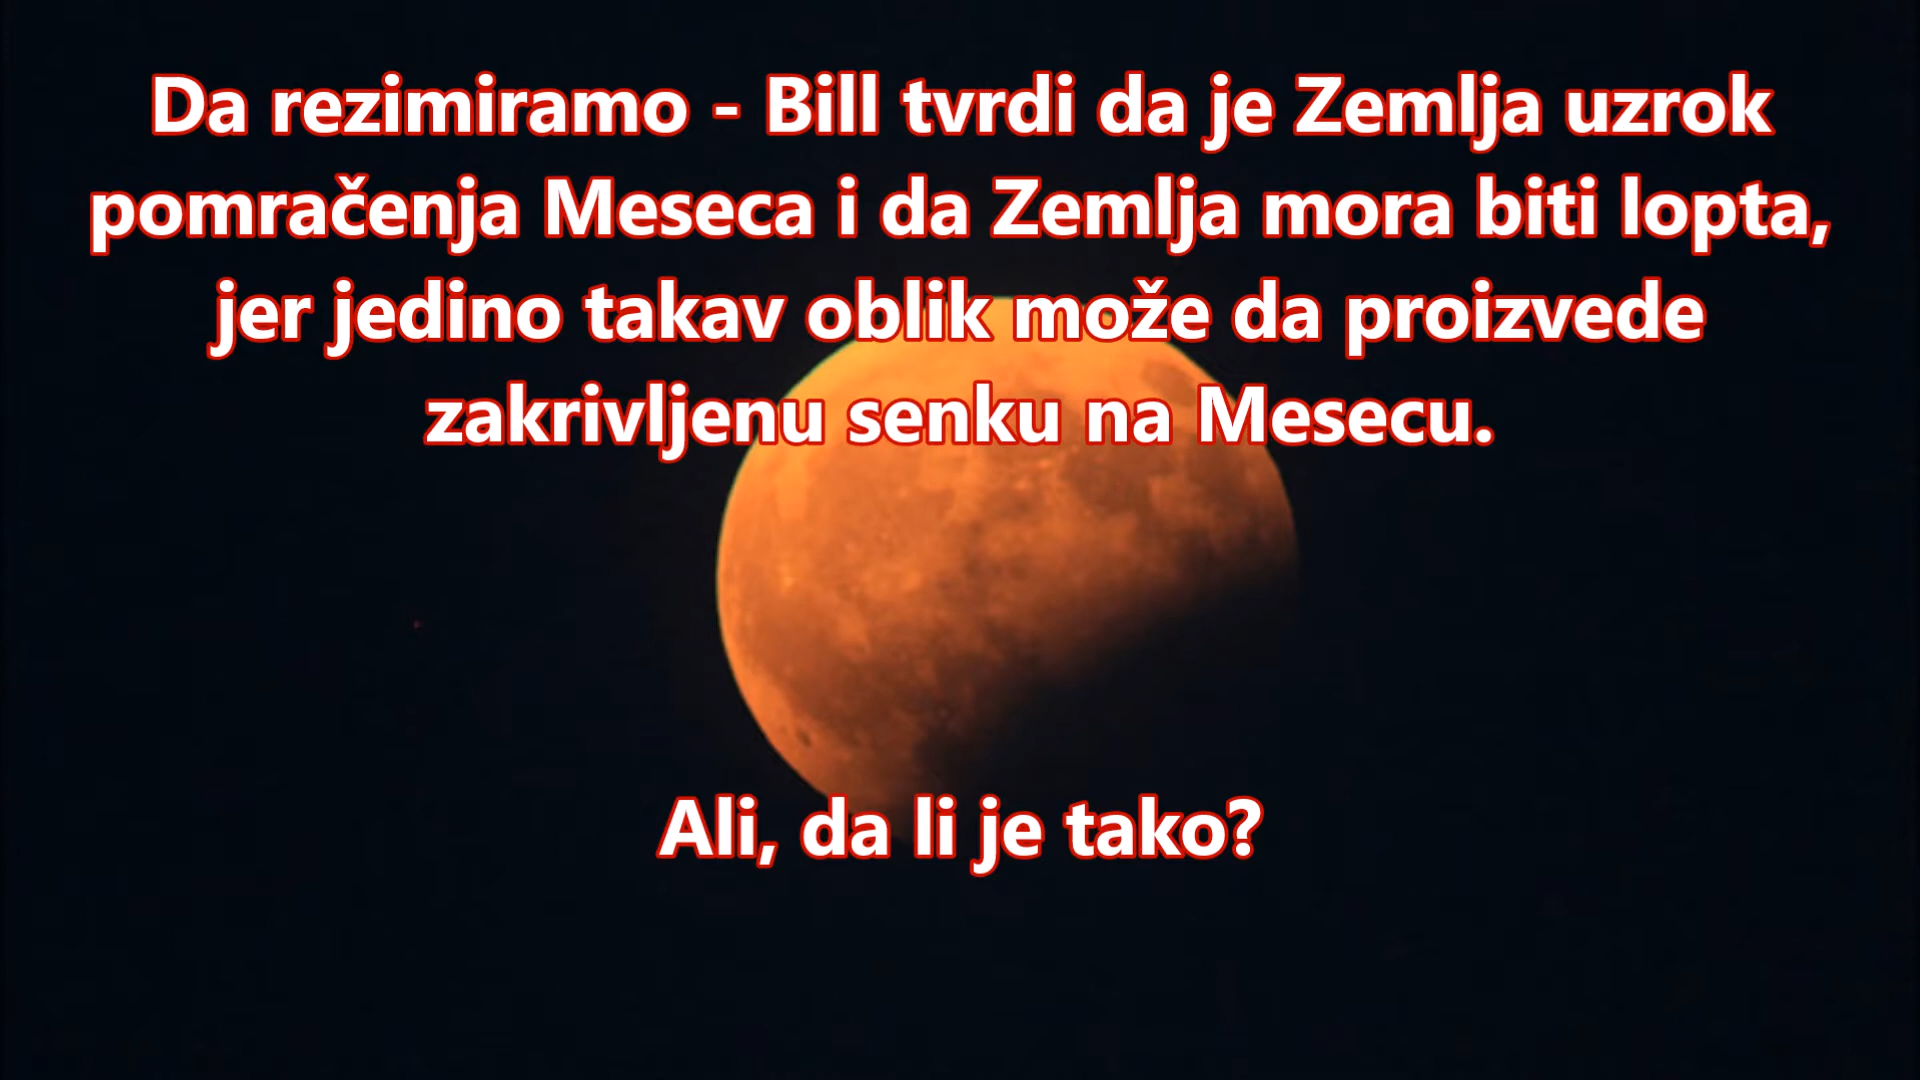 Da rezimiramo - Bill tvrdi da je Zemlja uzrok
pomračenja Meseca i da Zemlja mora biti lopta,
jer jedino takav oblik može da proizvede
zakrivljenu senku na Mesecu.
Ali, da li je tako?